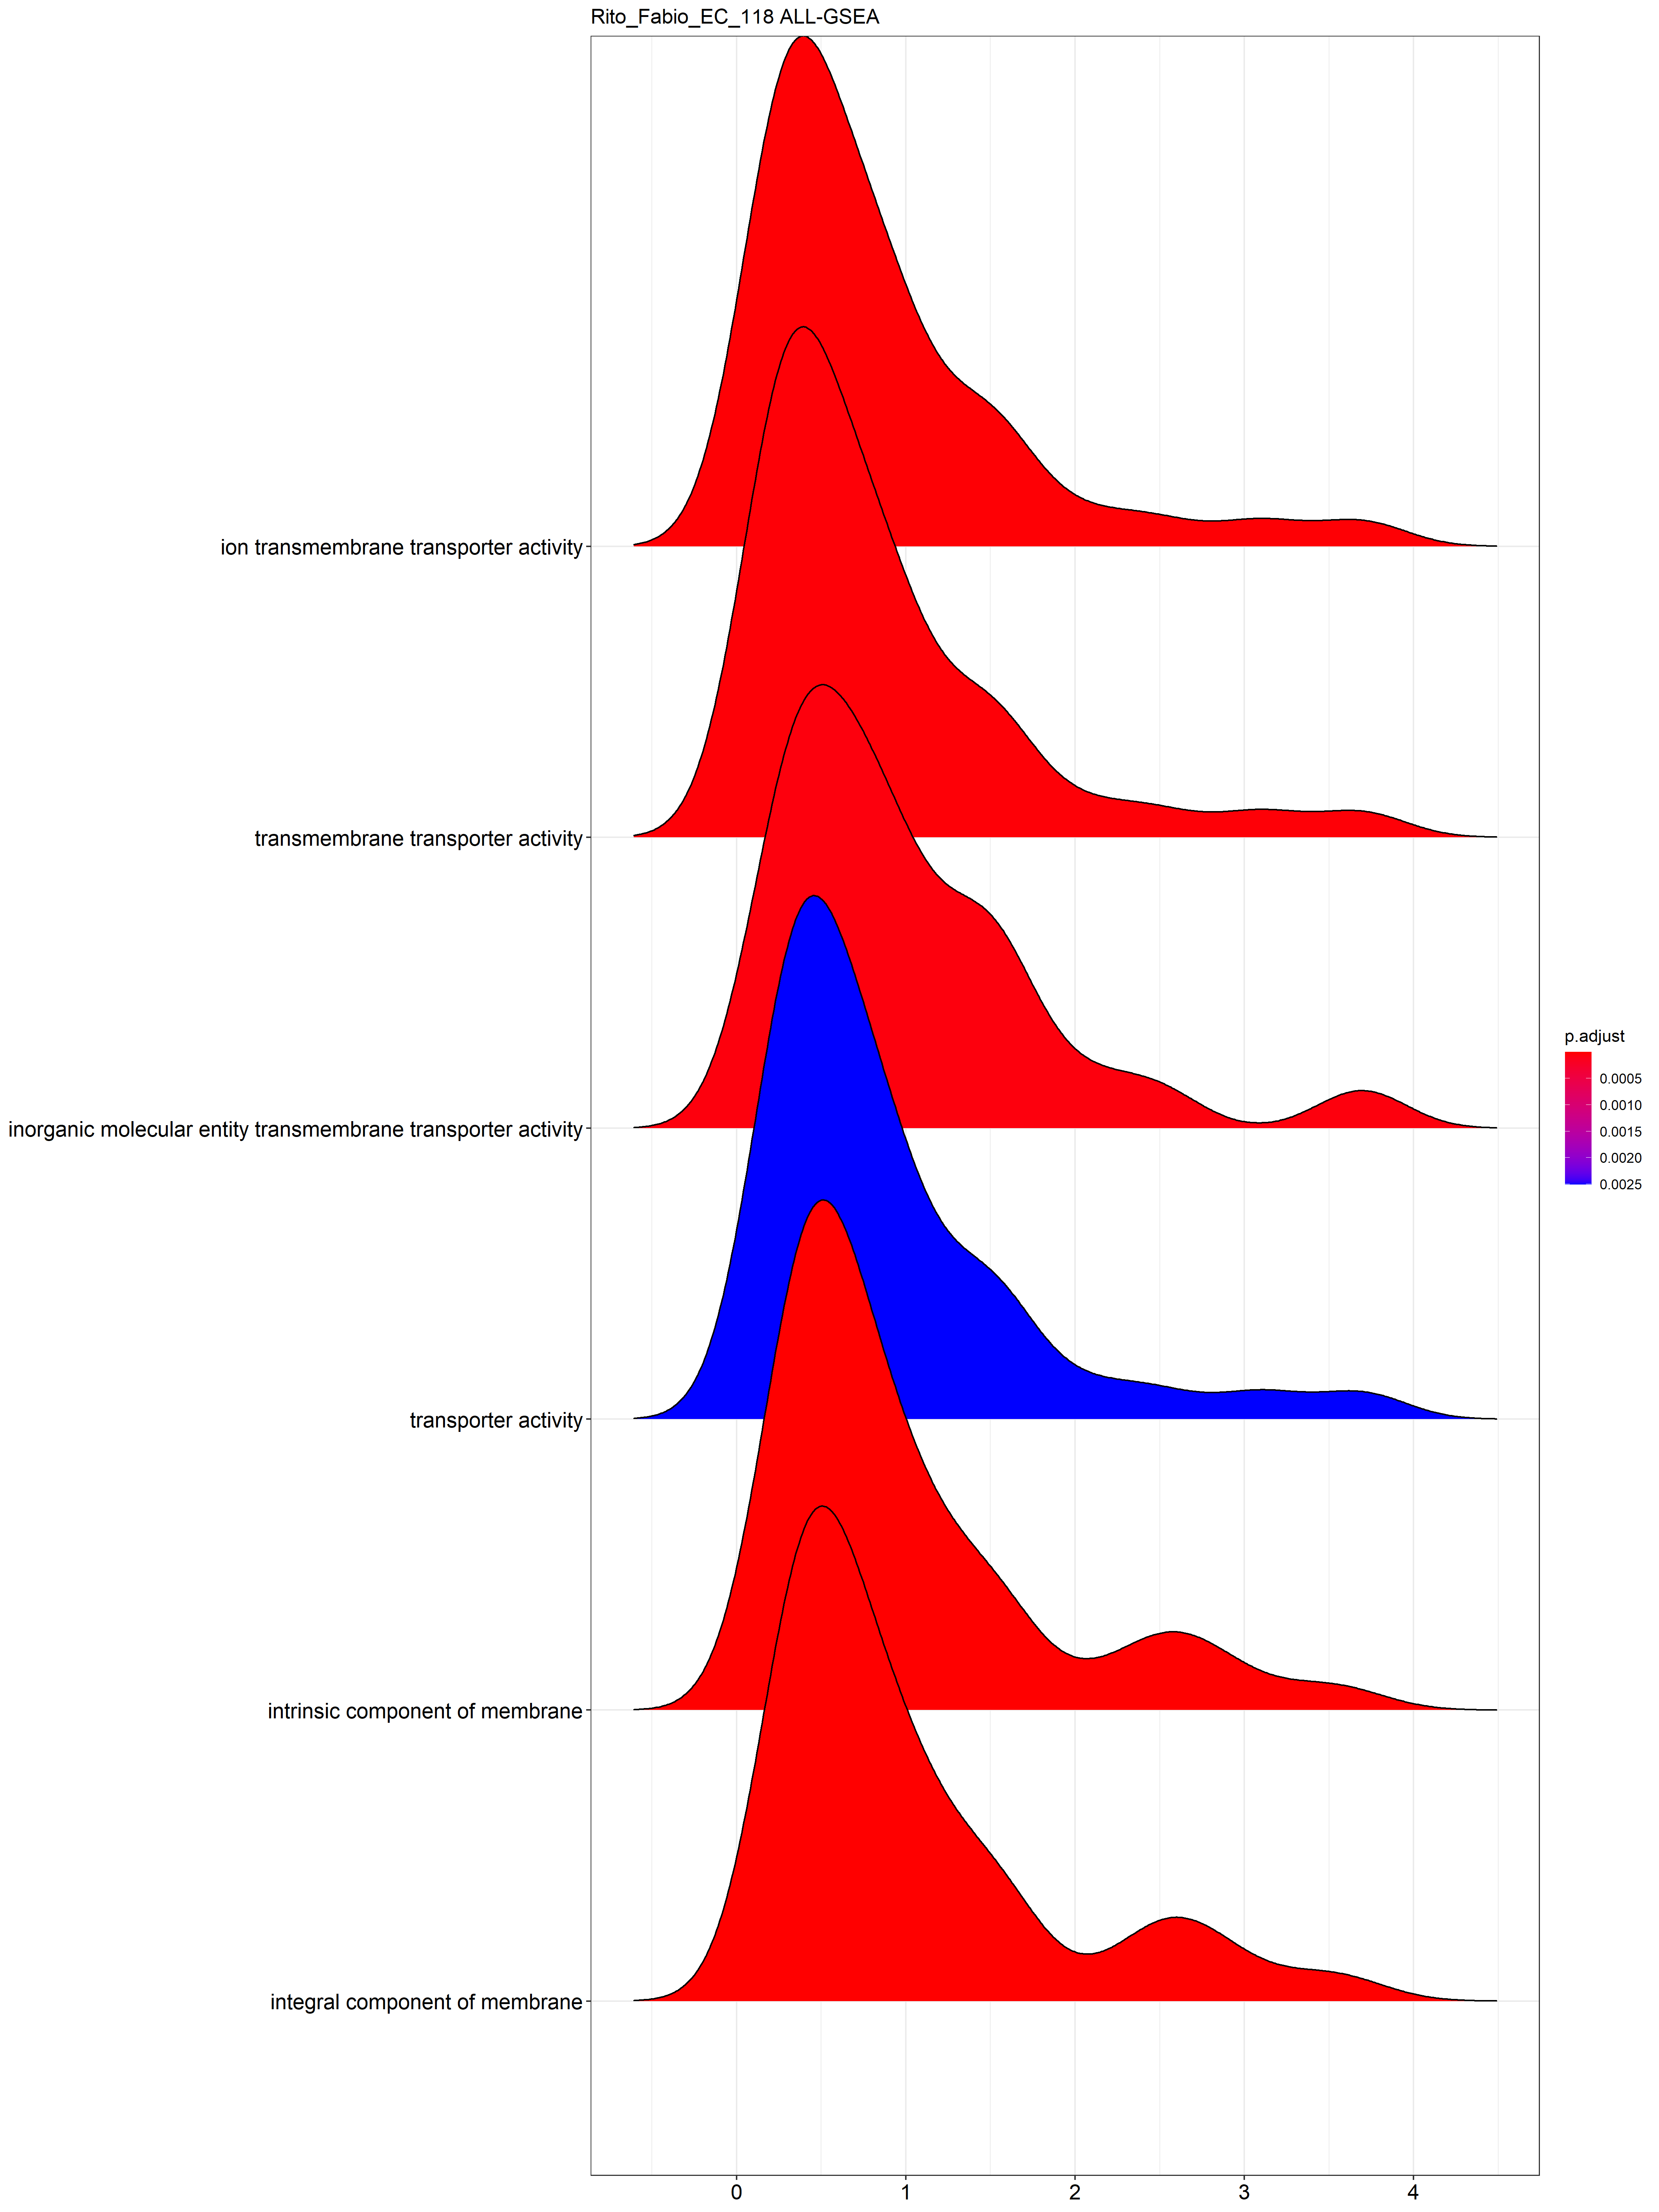 Rito_Fabio_EC_118 ALL-GSEA
ion transmembrane transporter activity
transmembrane transporter activity
inorganic molecular entity transmembrane transporter activity
transporter activity
intrinsic component of membrane
integral component of membrane
0 1 2 3 4
p.adjust
0.0005
0.0010
0.0015
0.0020
0.0025